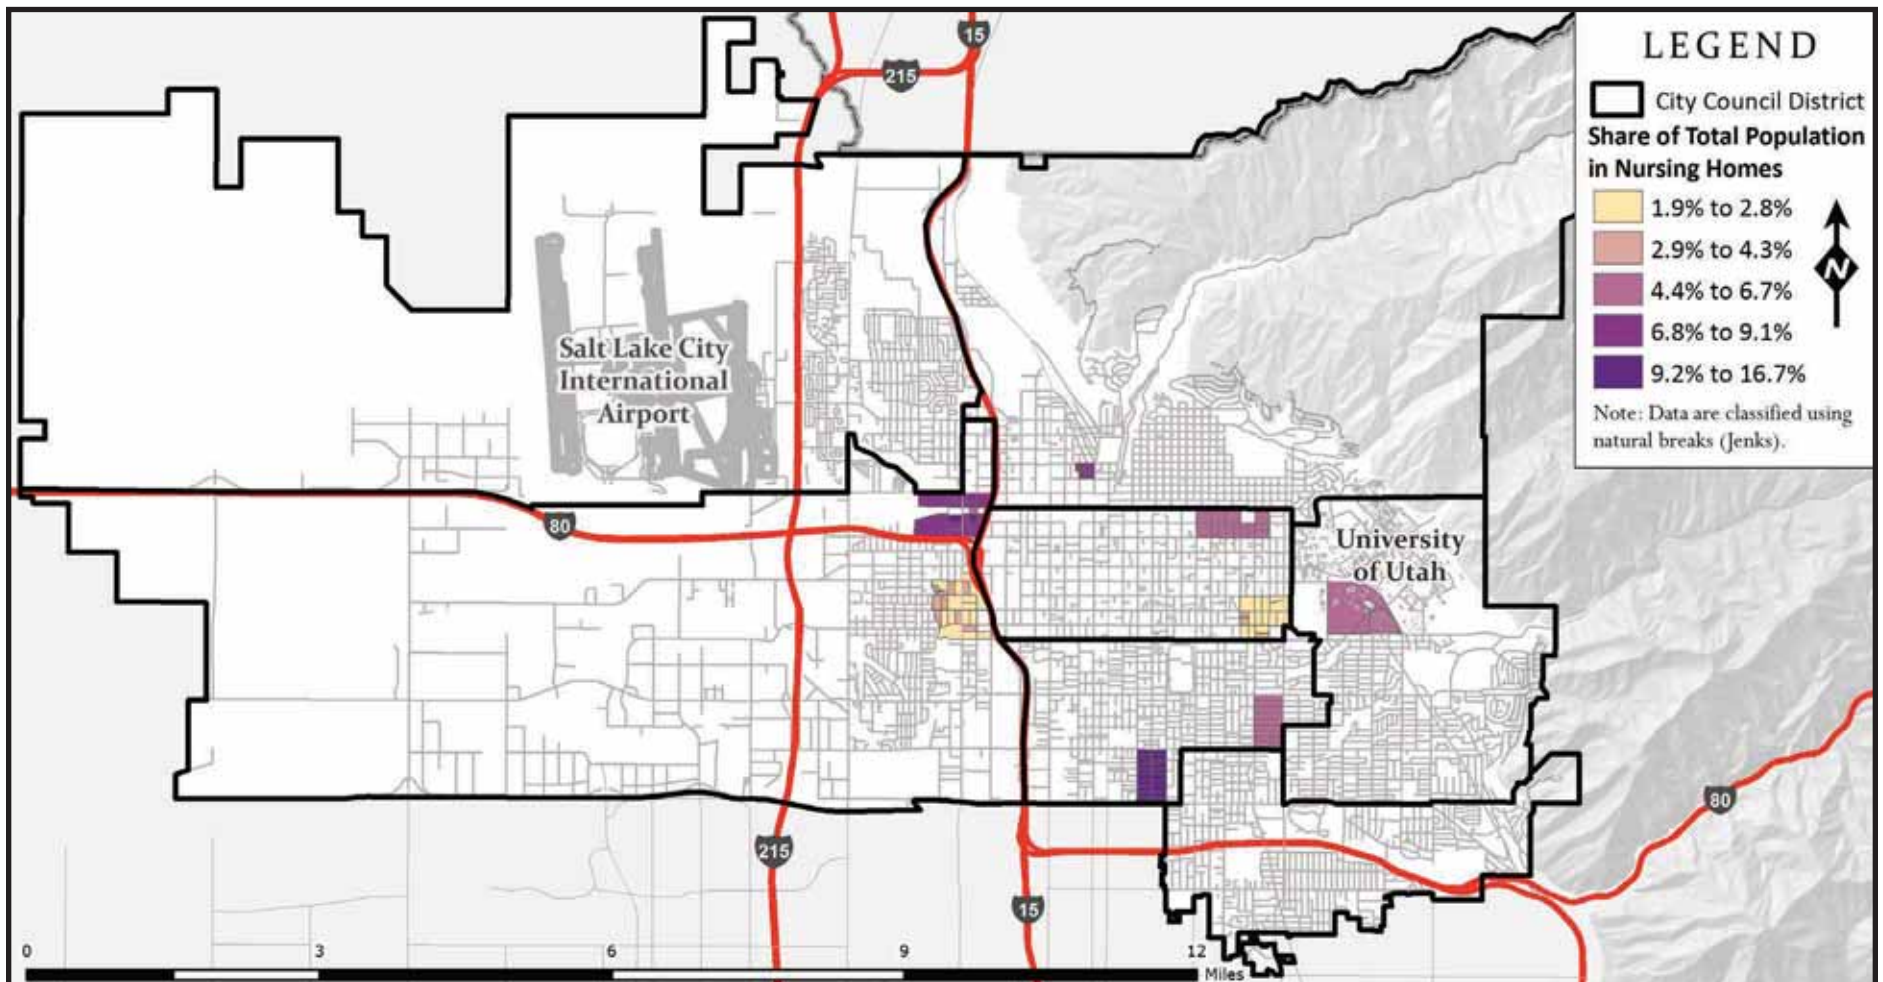 LEGEND
City Council District
Share of Total Population
in Nursing Homes
1.9% to 2.8%
2.9% to 4.3%
4.4% to 6.7%
6.8% to 9.1%
9.2% to 16.7%
Note: Data are classified using
natural breaks (Jenks).
N
15
215
Salt Lake City
International
Airport
80
University
of Utah
80
215
15
0 3 6 9 12
Miles